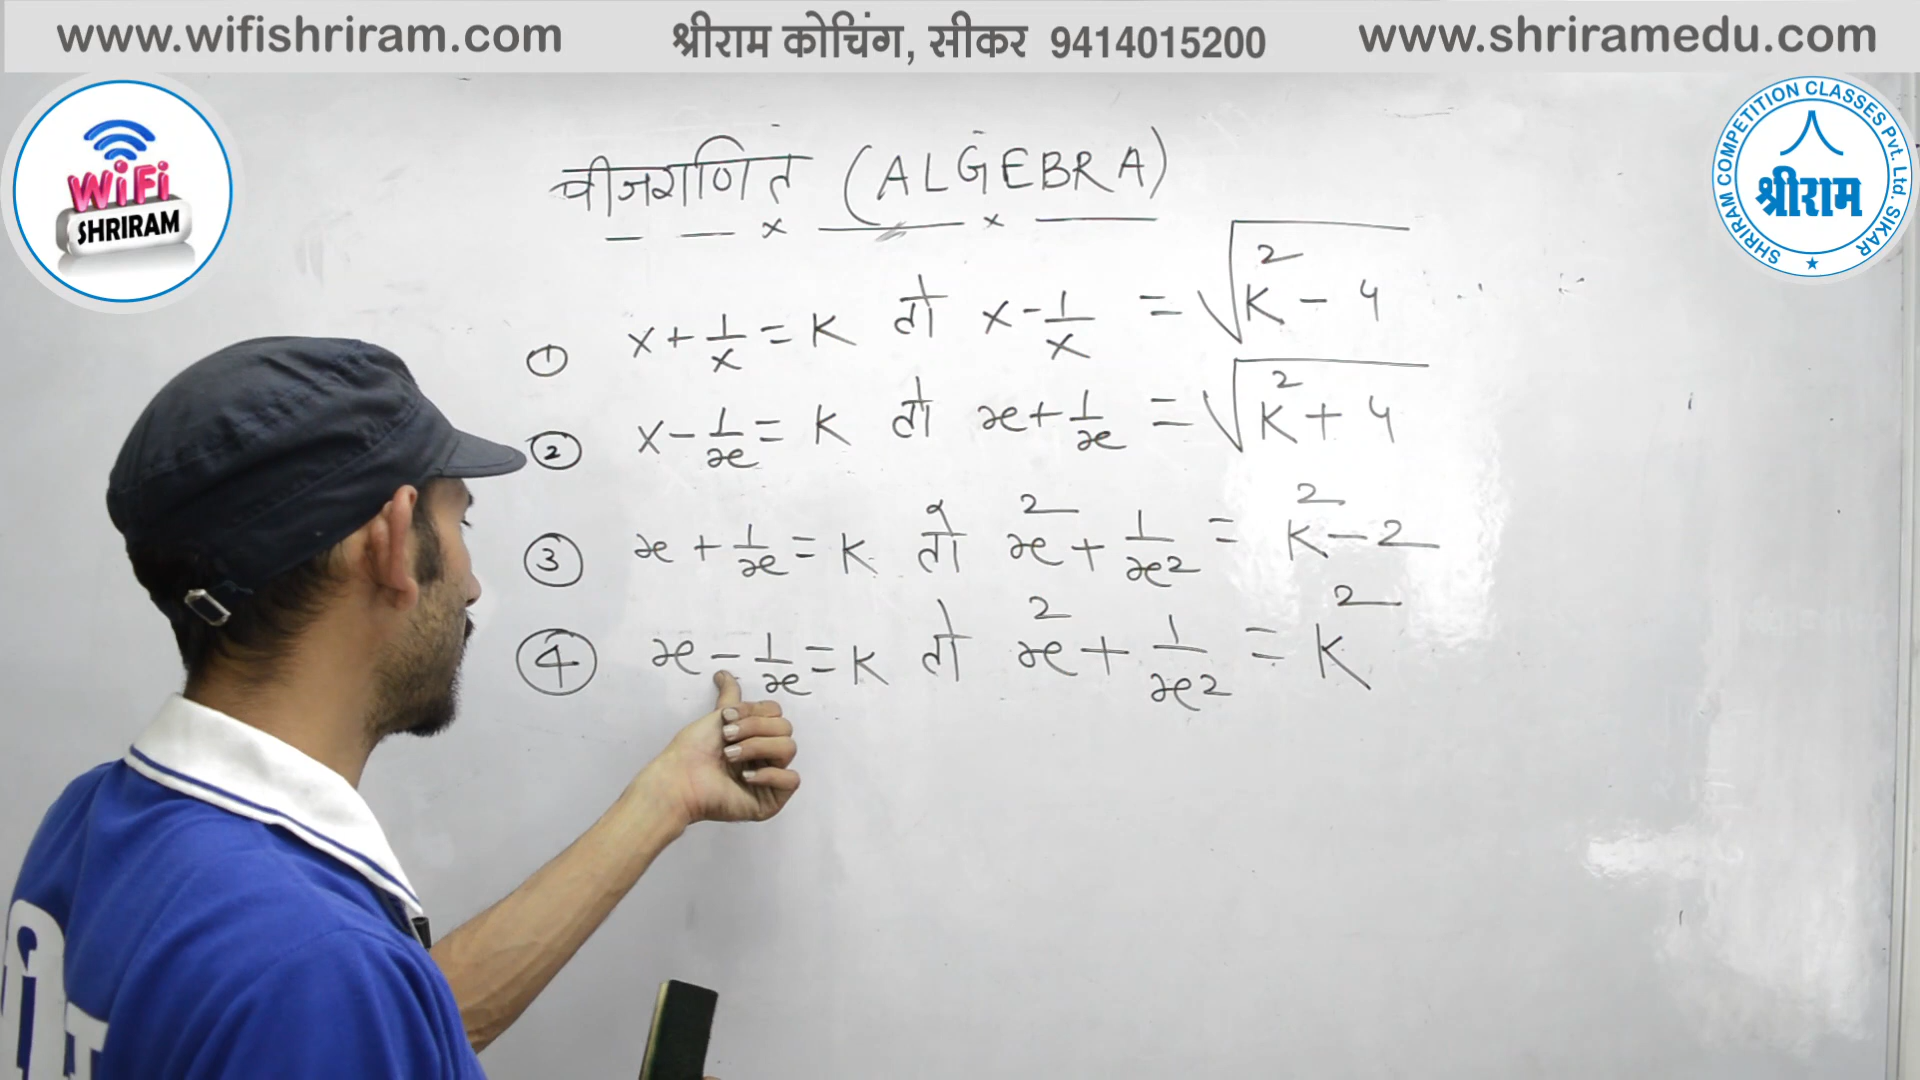 www.wifishriram.com श्रीराम कोचिंग, सीकर 9414015200 www.shriramedu.com
WiFi
SHRIRAM
SHRIRAM COMPETITION CLASSES Pvt. Ltd. SIKAR
श्रीराम
बीजगणित (ALGEBRA)
① x + 1/x = K तो x - 1/x = √(K² - 4)
② x - 1/x = K तो x + 1/x = √(K² + 4)
③ x + 1/x = K तो x² + 1/x² = K² - 2
④ x - 1/x = K तो x² + 1/x² = K²